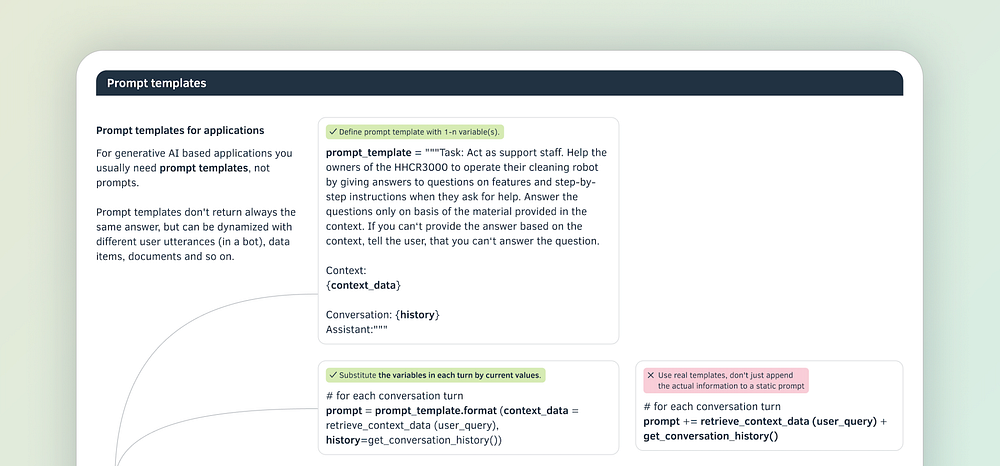 Prompt templates
Prompt templates for applications
For generative AI based applications you
usually need prompt templates, not
prompts.
Prompt templates don't return always the
same answer, but can be dynamized with
different user utterances (in a bot), data
items, documents and so on.
✓ Define prompt template with 1-n variable(s).
prompt_template = """Task: Act as support staff. Help the
owners of the HHCR3000 to operate their cleaning robot
by giving answers to questions on features and step-by-
step instructions when they ask for help. Answer the
questions only on basis of the material provided in the
context. If you can't provide the answer based on the
context, tell the user, that you can't answer the question.
Context:
{context_data}
Conversation: {history}
Assistant:"""
✓ Substitute the variables in each turn by current values.
# for each conversation turn
prompt = prompt_template.format (context_data =
retrieve_context_data (user_query),
history=get_conversation_history())
✕ Use real templates, don't just append
the actual information to a static prompt
# for each conversation turn
prompt += retrieve_context_data (user_query) +
get_conversation_history()